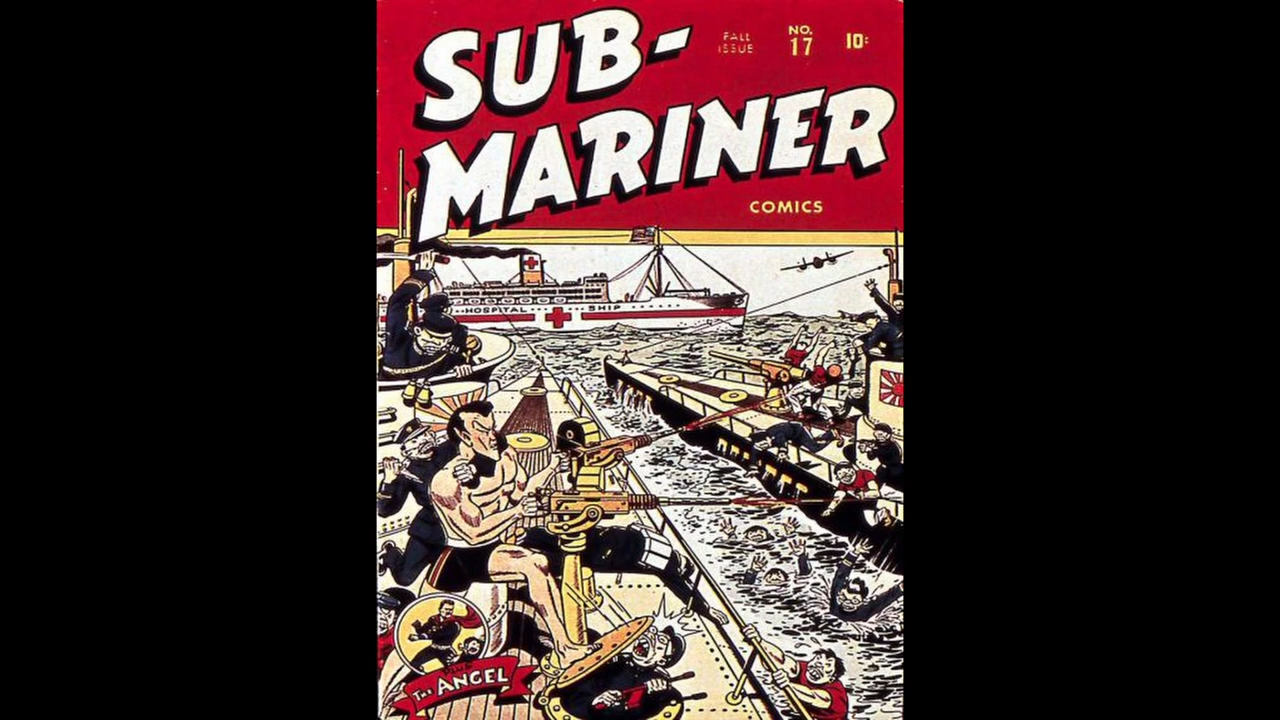 SUB-
MARINER
FALL
ISSUE
NO.
17
10¢
COMICS
HOSPITAL SHIP
THE ANGEL